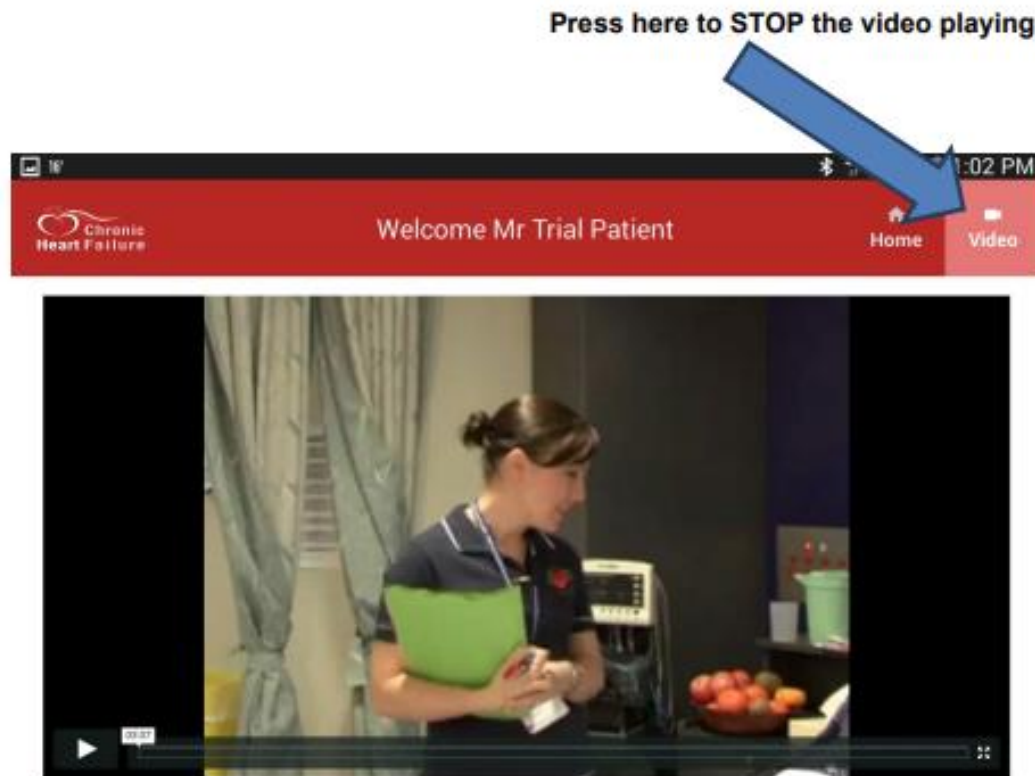 Press here to STOP the video playing
1:02 PM
Chronic
Heart Failure
Welcome Mr Trial Patient
Home
Video